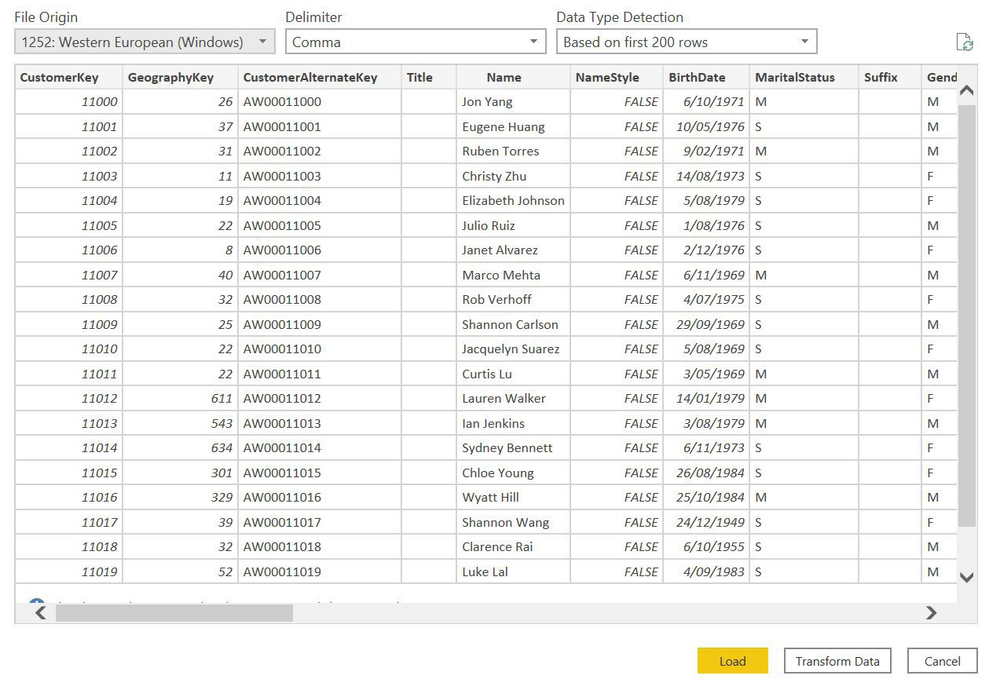 File Origin Delimiter Data Type Detection
1252: Western European (Windows) Comma Based on first 200 rows
CustomerKey GeographyKey CustomerAlternateKey Title Name NameStyle BirthDate MaritalStatus Suffix Gend
11000 26 AW00011000 Jon Yang FALSE 6/10/1971 M M
11001 37 AW00011001 Eugene Huang FALSE 10/05/1976 S M
11002 31 AW00011002 Ruben Torres FALSE 9/02/1971 M M
11003 11 AW00011003 Christy Zhu FALSE 14/08/1973 S F
11004 19 AW00011004 Elizabeth Johnson FALSE 5/08/1979 S F
11005 22 AW00011005 Julio Ruiz FALSE 1/08/1976 S M
11006 8 AW00011006 Janet Alvarez FALSE 2/12/1976 S F
11007 40 AW00011007 Marco Mehta FALSE 6/11/1969 M M
11008 32 AW00011008 Rob Verhoff FALSE 4/07/1975 S F
11009 25 AW00011009 Shannon Carlson FALSE 29/09/1969 S M
11010 22 AW00011010 Jacquelyn Suarez FALSE 5/08/1969 S F
11011 22 AW00011011 Curtis Lu FALSE 3/05/1969 M M
11012 611 AW00011012 Lauren Walker FALSE 14/01/1979 M F
11013 543 AW00011013 Ian Jenkins FALSE 3/08/1979 M M
11014 634 AW00011014 Sydney Bennett FALSE 6/11/1973 S F
11015 301 AW00011015 Chloe Young FALSE 26/08/1984 S F
11016 329 AW00011016 Wyatt Hill FALSE 25/10/1984 M M
11017 39 AW00011017 Shannon Wang FALSE 24/12/1949 S F
11018 32 AW00011018 Clarence Rai FALSE 6/10/1955 S M
11019 52 AW00011019 Luke Lal FALSE 4/09/1983 S M
Load Transform Data Cancel